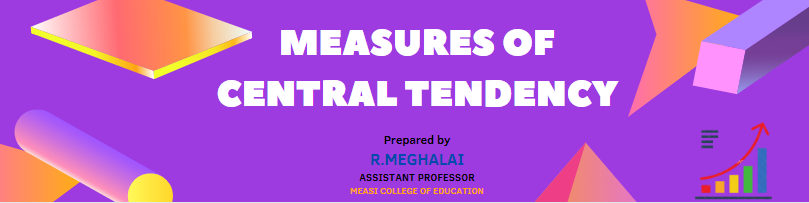 MEASURES OF
CENTRAL TENDENCY
Prepared by
R.MEGHALAI
ASSISTANT PROFESSOR
MEASI COLLEGE OF EDUCATION